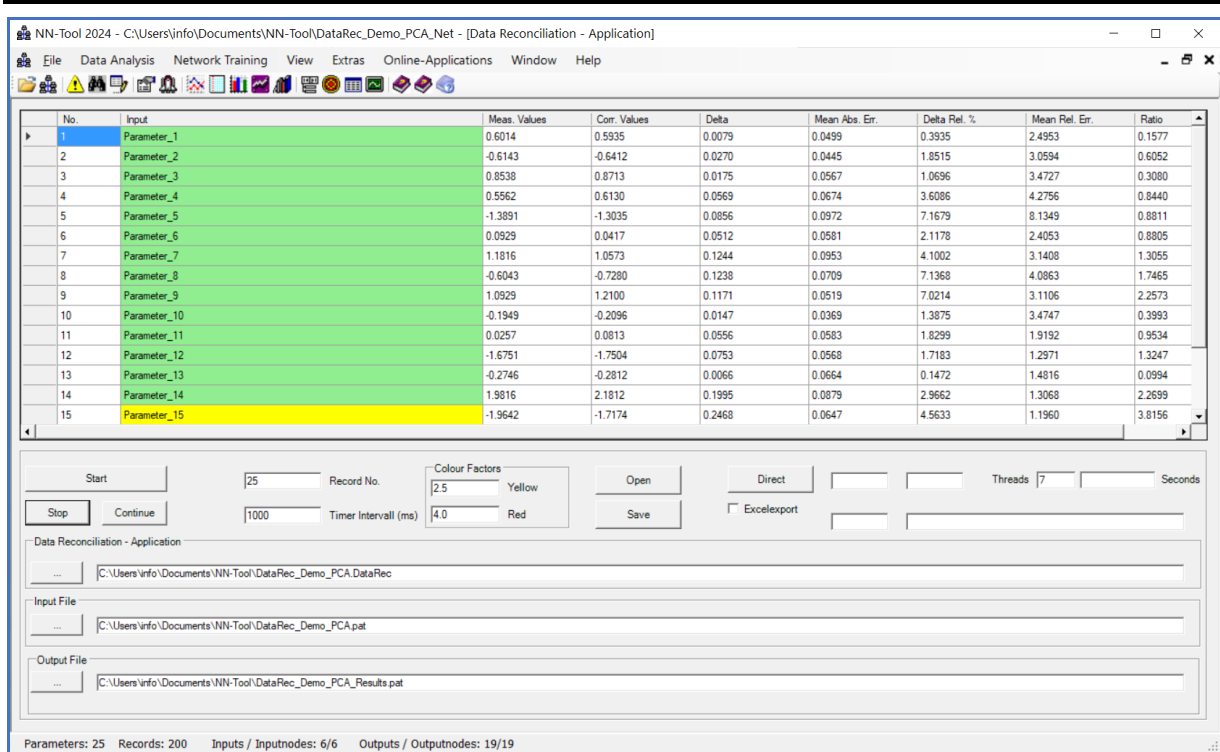 NN-Tool 2024 - C:\Users\info\Documents\NN-Tool\DataRec_Demo_PCA_Net - [Data Reconciliation - Application]
File Data Analysis Network Training View Extras Online-Applications Window Help
No. Input Meas. Values Corr. Values Delta Mean Abs. Err. Delta Rel. % Mean Rel. Err. Ratio
1 Parameter_1 0.6014 0.5935 0.0079 0.0499 0.3935 2.4953 0.1577
2 Parameter_2 -0.6143 -0.6412 0.0270 0.0445 1.8515 3.0594 0.6052
3 Parameter_3 0.8538 0.8713 0.0175 0.0567 1.0696 3.4727 0.3080
4 Parameter_4 0.5562 0.6130 0.0569 0.0674 3.6086 4.2756 0.8440
5 Parameter_5 -1.3891 -1.3035 0.0856 0.0972 7.1679 8.1349 0.8811
6 Parameter_6 0.0929 0.0417 0.0512 0.0581 2.1178 2.4053 0.8805
7 Parameter_7 1.1816 1.0573 0.1244 0.0953 4.1002 3.1408 1.3055
8 Parameter_8 -0.6043 -0.7280 0.1238 0.0709 7.1368 4.0863 1.7465
9 Parameter_9 1.0929 1.2100 0.1171 0.0519 7.0214 3.1106 2.2573
10 Parameter_10 -0.1949 -0.2096 0.0147 0.0369 1.3875 3.4747 0.3993
11 Parameter_11 0.0257 0.0813 0.0556 0.0583 1.8299 1.9192 0.9534
12 Parameter_12 -1.6751 -1.7504 0.0753 0.0568 1.7183 1.2971 1.3247
13 Parameter_13 -0.2746 -0.2812 0.0066 0.0664 0.1472 1.4816 0.0994
14 Parameter_14 1.9816 2.1812 0.1995 0.0879 2.9662 1.3068 2.2699
15 Parameter_15 -1.9642 -1.7174 0.2468 0.0647 4.5633 1.1960 3.8156
Colour Factors
Start 25 Record No. 2.5 Yellow Open Direct Threads 7 Seconds
Stop Continue 1000 Timer Intervall (ms) 4.0 Red Save Excelexport
Data Reconciliation - Application
... C:\Users\info\Documents\NN-Tool\DataRec_Demo_PCA.DataRec
Input File
... C:\Users\info\Documents\NN-Tool\DataRec_Demo_PCA.pat
Output File
... C:\Users\info\Documents\NN-Tool\DataRec_Demo_PCA_Results.pat
Parameters: 25 Records: 200 Inputs / Inputnodes: 6/6 Outputs / Outputnodes: 19/19